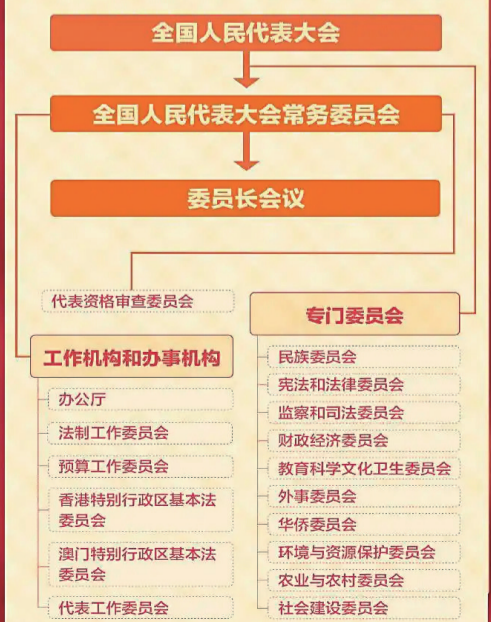 全国人民代表大会
全国人民代表大会常务委员会
委员长会议
代表资格审查委员会
工作机构和办事机构
办公厅
法制工作委员会
预算工作委员会
香港特别行政区基本法
委员会
澳门特别行政区基本法
委员会
代表工作委员会
专门委员会
民族委员会
宪法和法律委员会
监察和司法委员会
财政经济委员会
教育科学文化卫生委员会
外事委员会
华侨委员会
环境与资源保护委员会
农业与农村委员会
社会建设委员会